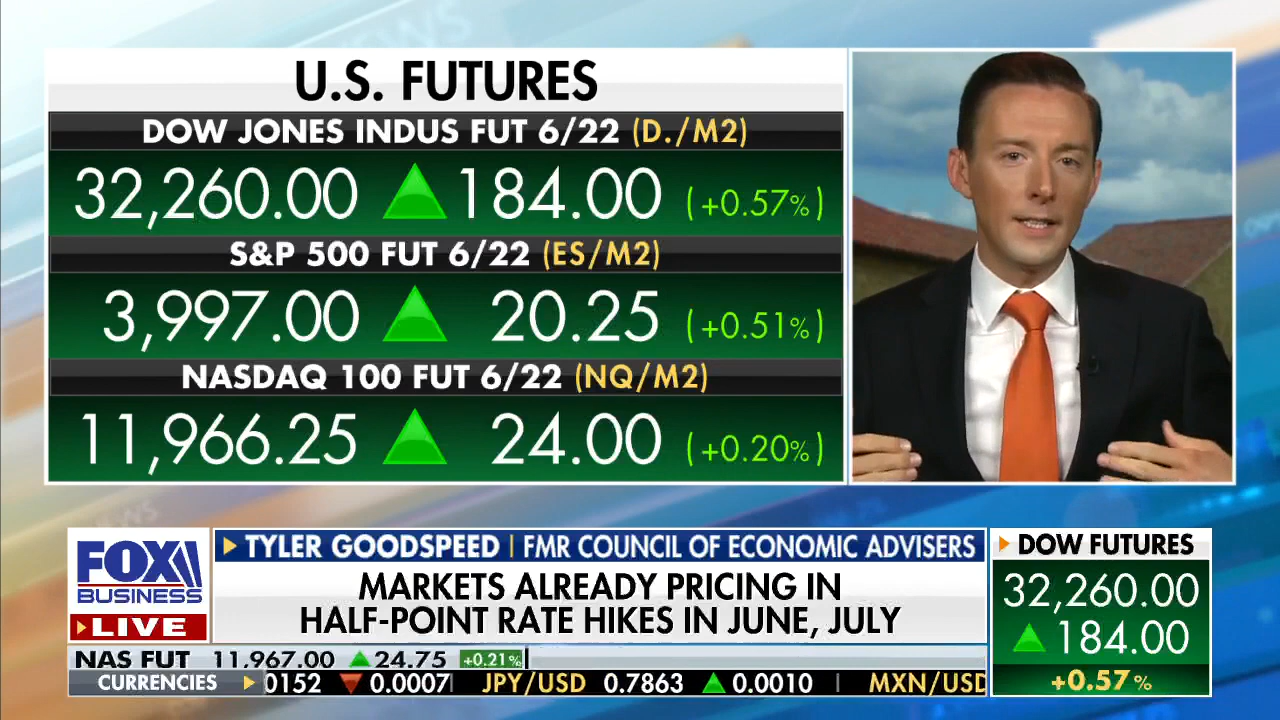 U.S. FUTURES
DOW JONES INDUS FUT 6/22 (D./M2)
32,260.00 ▲ 184.00 (+0.57%)
S&P 500 FUT 6/22 (ES/M2)
3,997.00 ▲ 20.25 (+0.51%)
NASDAQ 100 FUT 6/22 (NQ/M2)
11,966.25 ▲ 24.00 (+0.20%)
FOX BUSINESS
LIVE
TYLER GOODSPEED | FMR COUNCIL OF ECONOMIC ADVISERS
MARKETS ALREADY PRICING IN
HALF-POINT RATE HIKES IN JUNE, JULY
DOW FUTURES
32,260.00
▲ 184.00
+0.57%
NAS FUT 11,967.00 ▲ 24.75 +0.21%
CURRENCIES 0152 ▼ 0.0007 | JPY/USD 0.7863 ▲ 0.0010 | MXN/USD